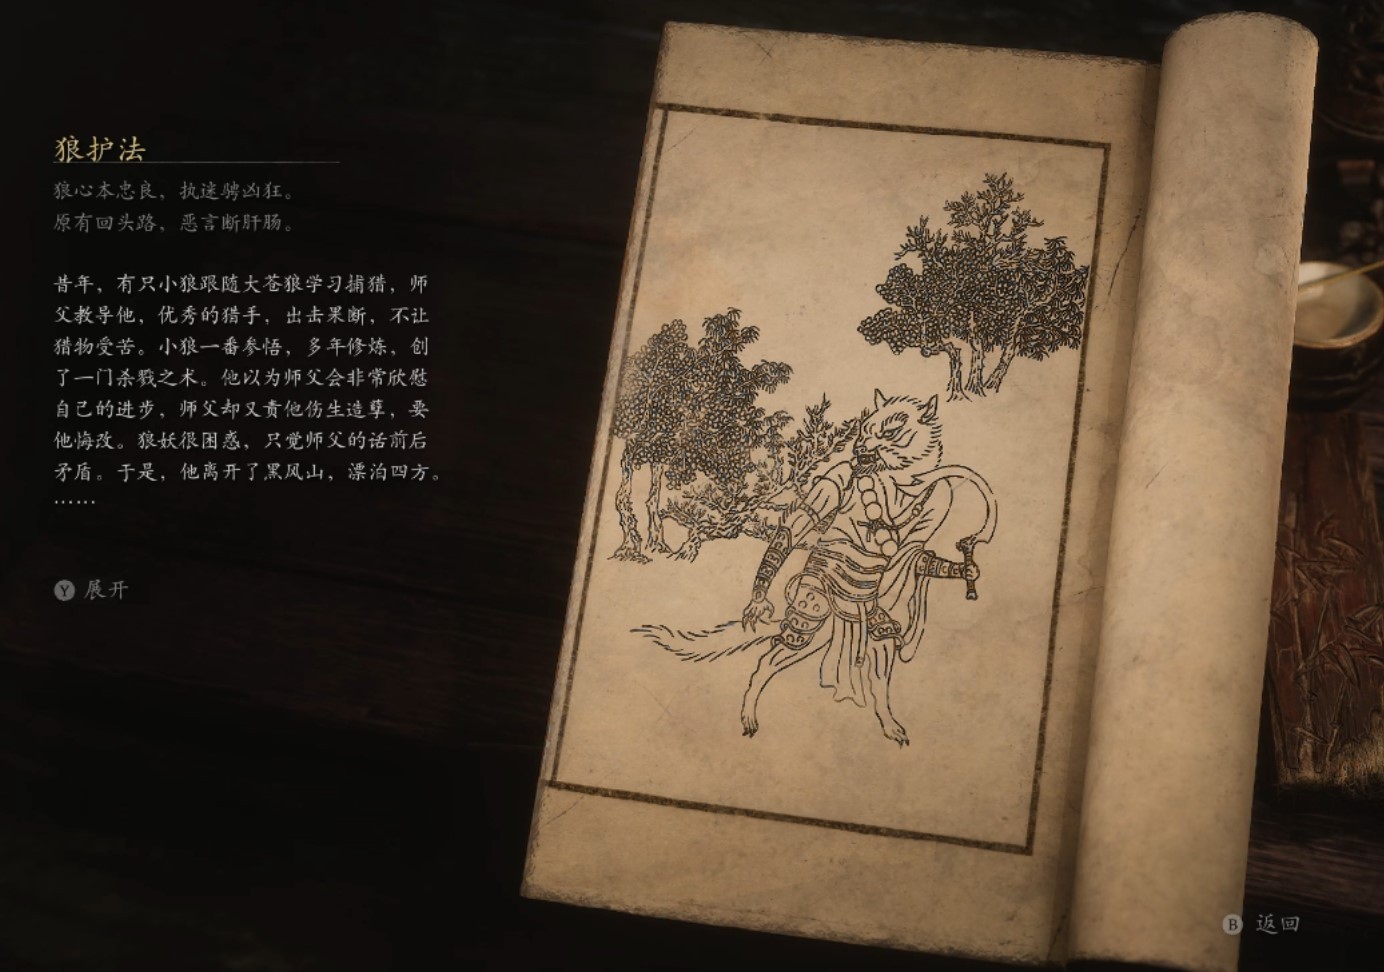 狼护法
狼心本忠良，执迷骋凶狂。
原有回头路，恶言断肝肠。
昔年，有只小狼跟随大苍狼学习捕猎，师
父教导他，优秀的猎手，出击果断，不让
猎物受苦。小狼一番参悟，多年修炼，创
了一门杀戮之术。他以为师父会非常欣慰
自己的进步，师父却又责他伤生造孽，要
他悔改。狼妖很困惑，只觉师父的话前后
矛盾。于是，他离开了黑风山，漂泊四方。
……
Y 展开
B 返回